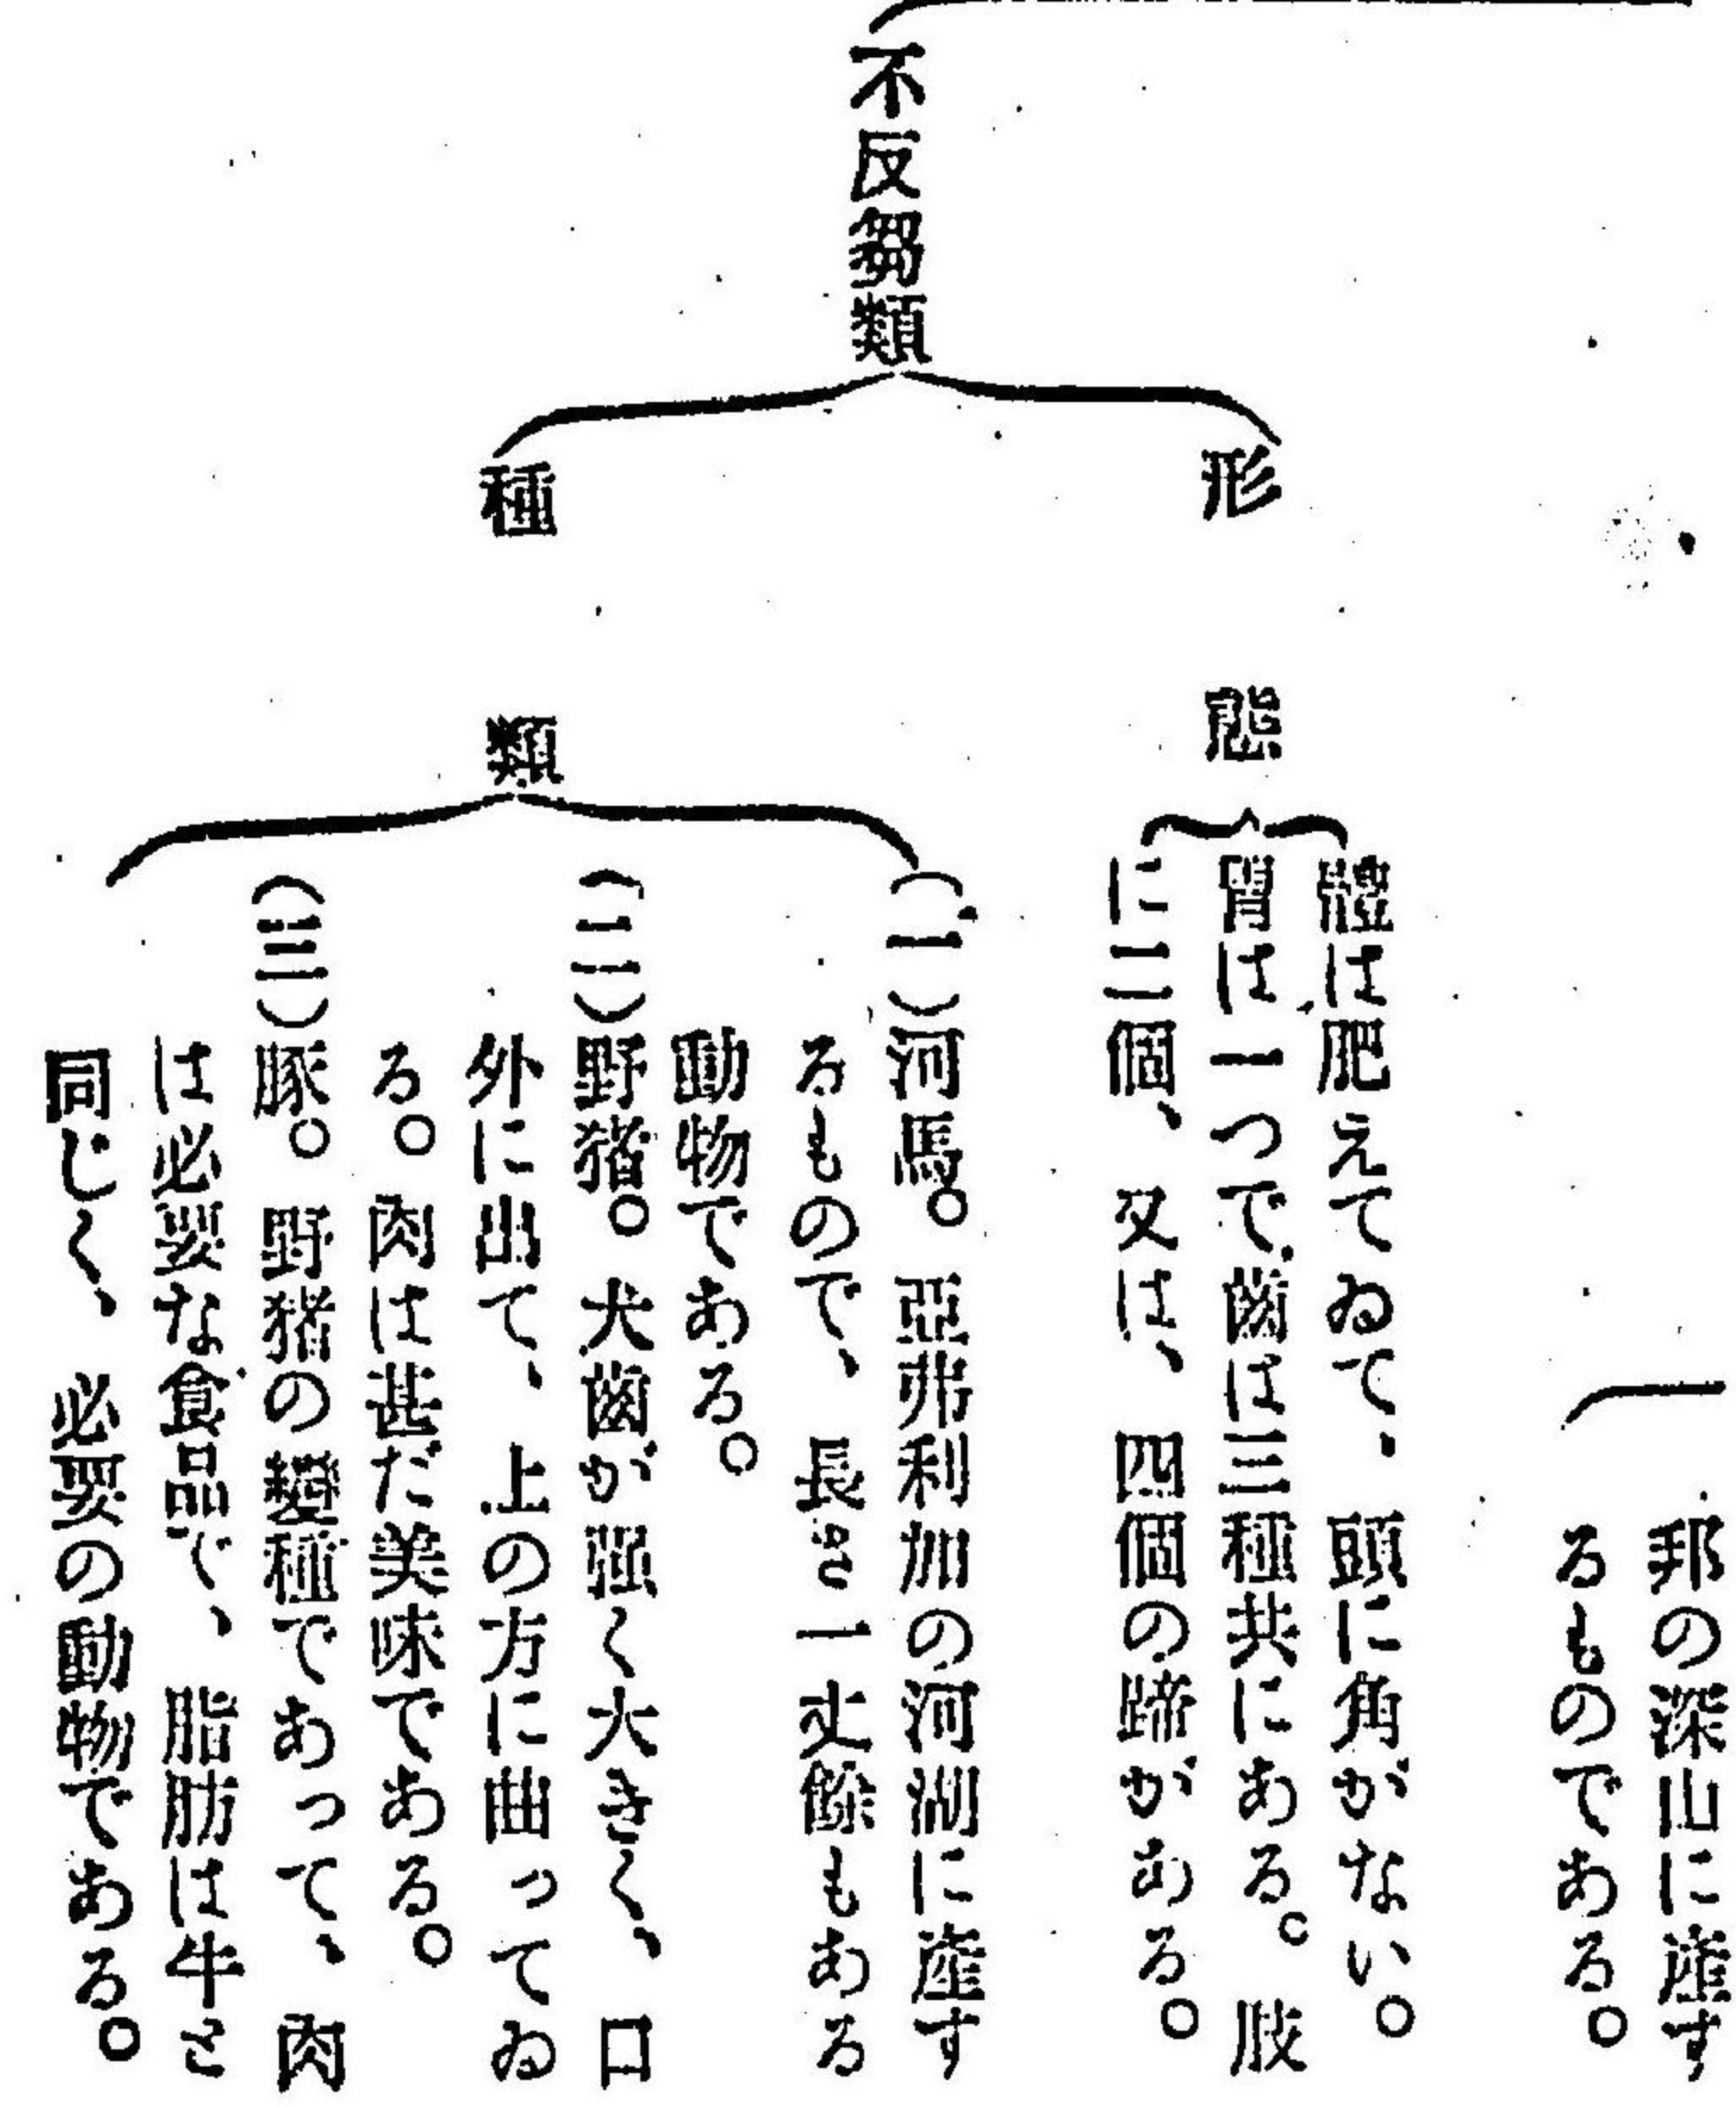 邦の深山に産す
るものである。
不反芻類
形態
體は肥えてゐて、頭に角がない。
胃は一つで齒は三種共にある。肢
に二個、又は、四個の蹄がある。
種類
(一)河馬。亞弗利加の河湖に産す
るもので、長さ一丈餘もある
動物である。
(二)野猪。犬齒が强く大きく、口
外に出て、上の方に曲ってゐ
る。肉は甚だ美味である。
(三)豚。野猪の變種であって、肉
は必要な食品で、脂肪は牛と
同じく、必要の動物である。